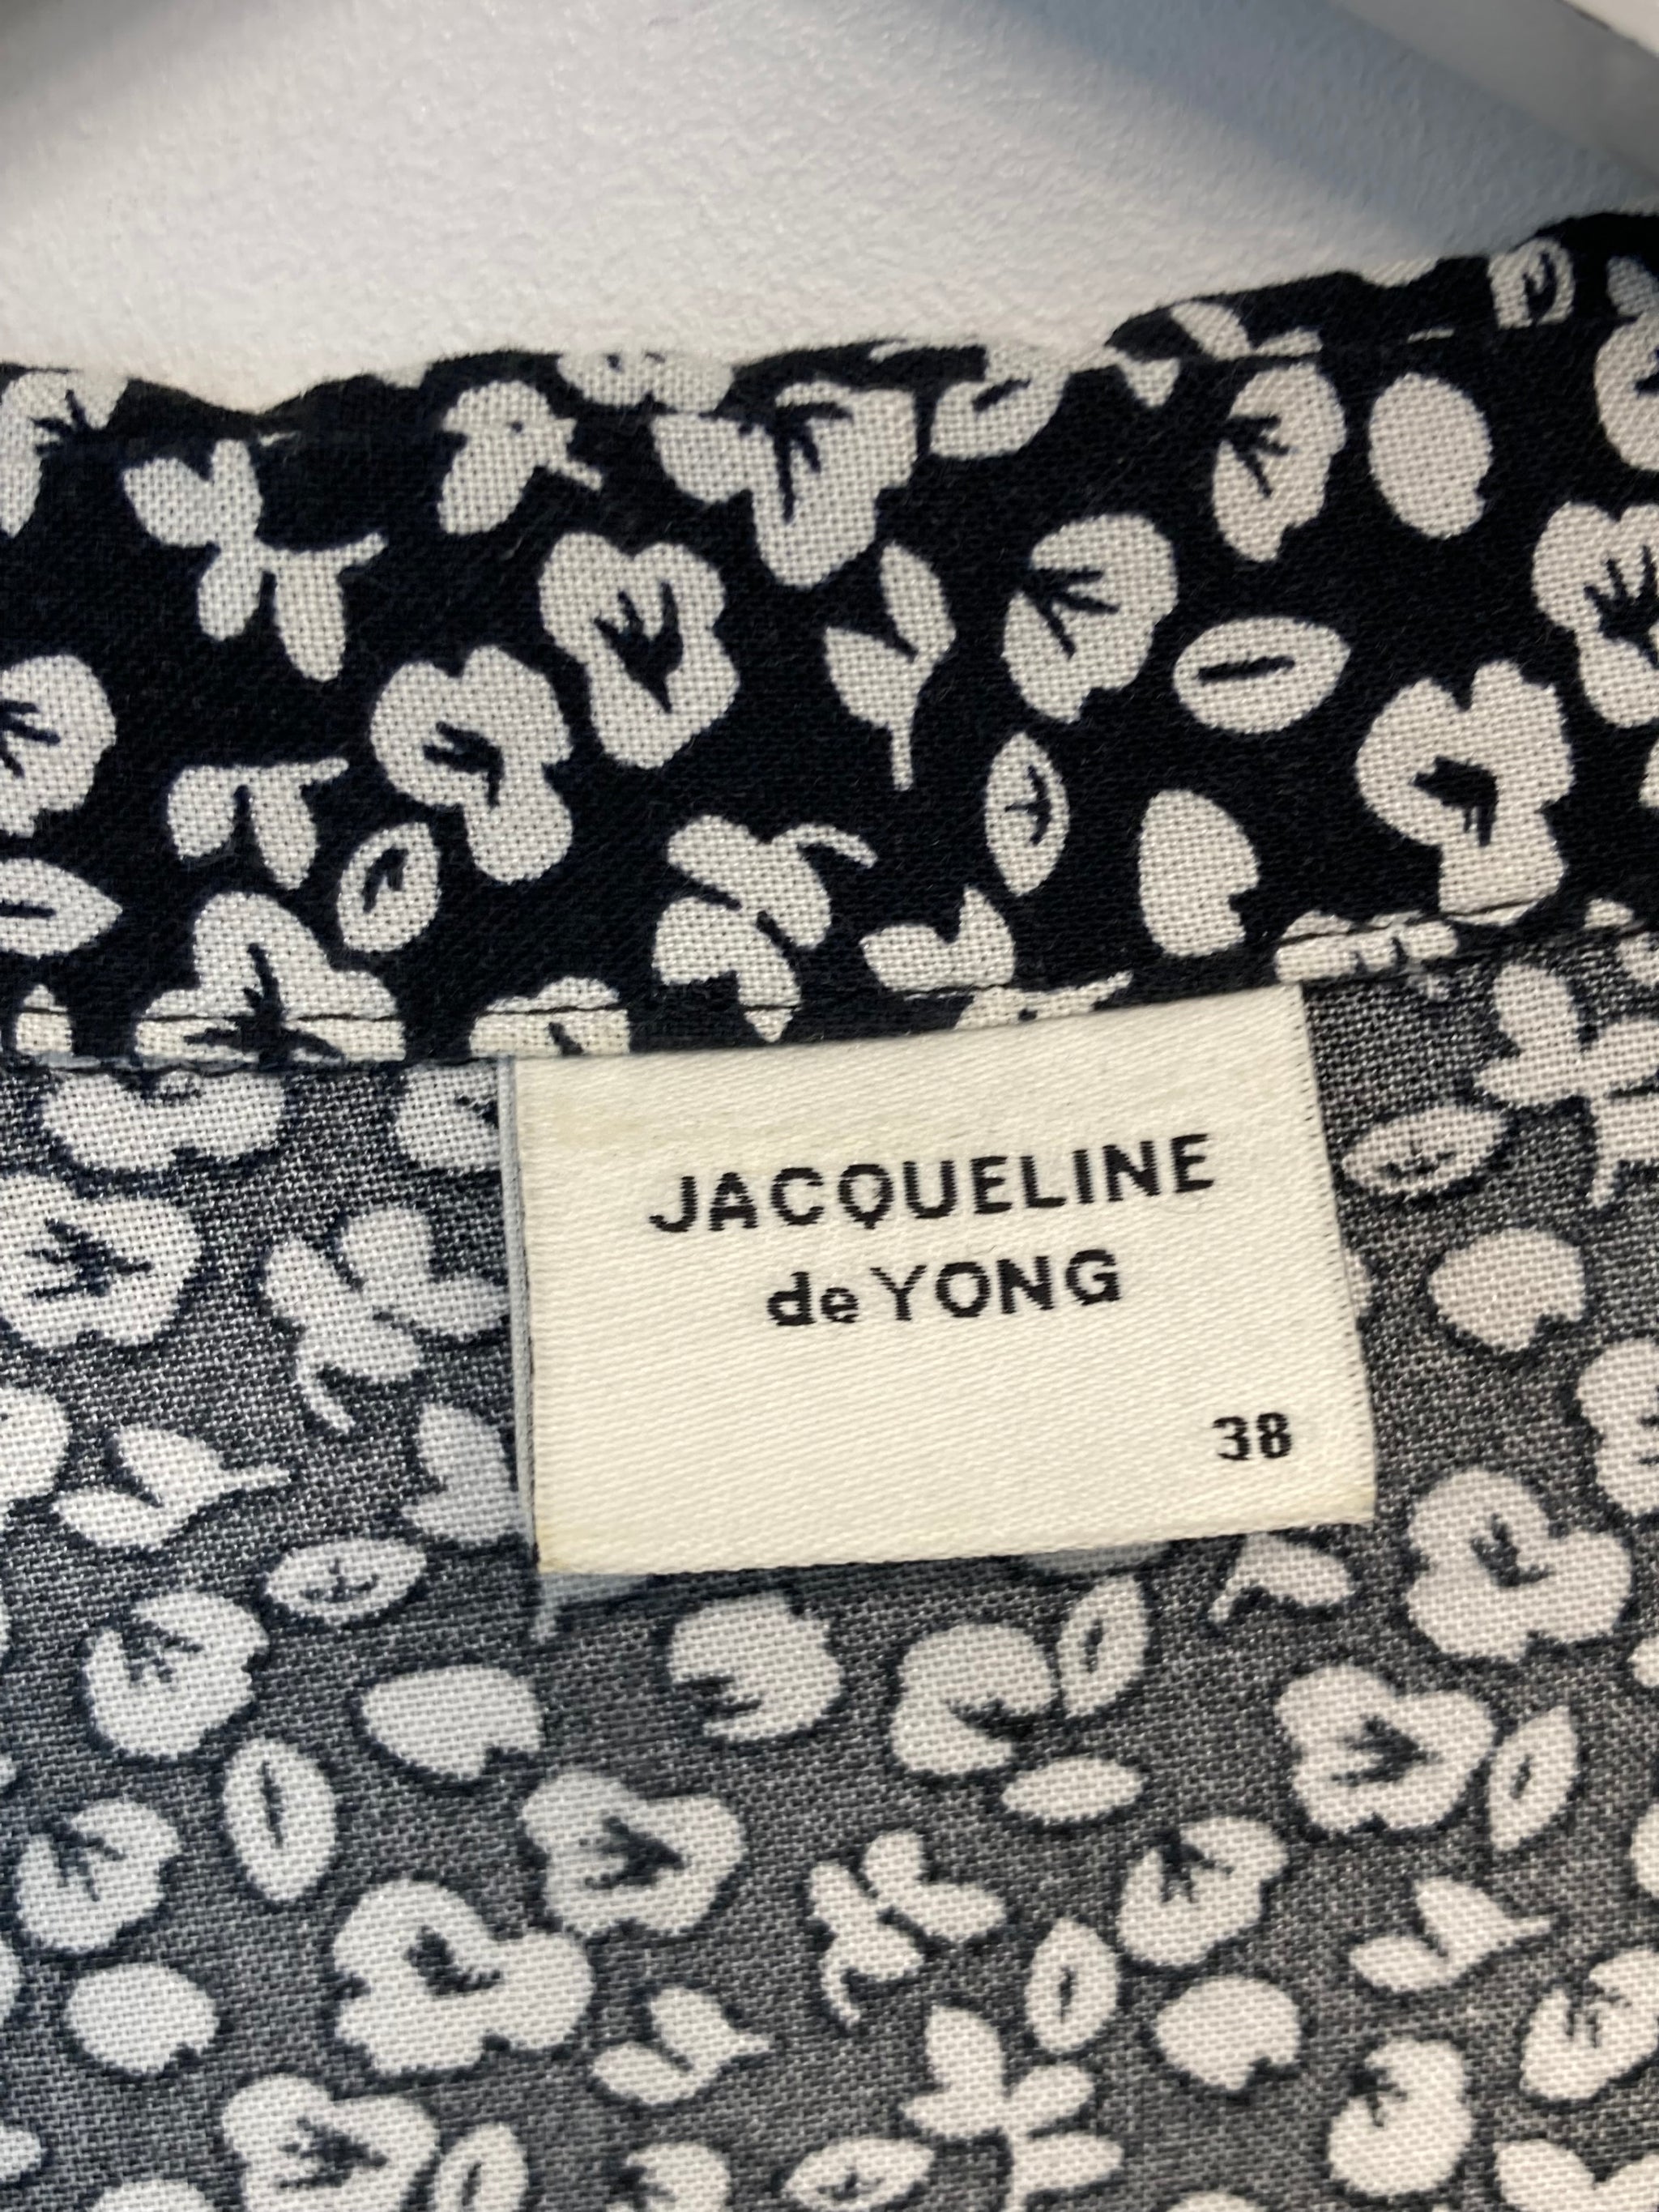 JACQUELINE
de YONG
38